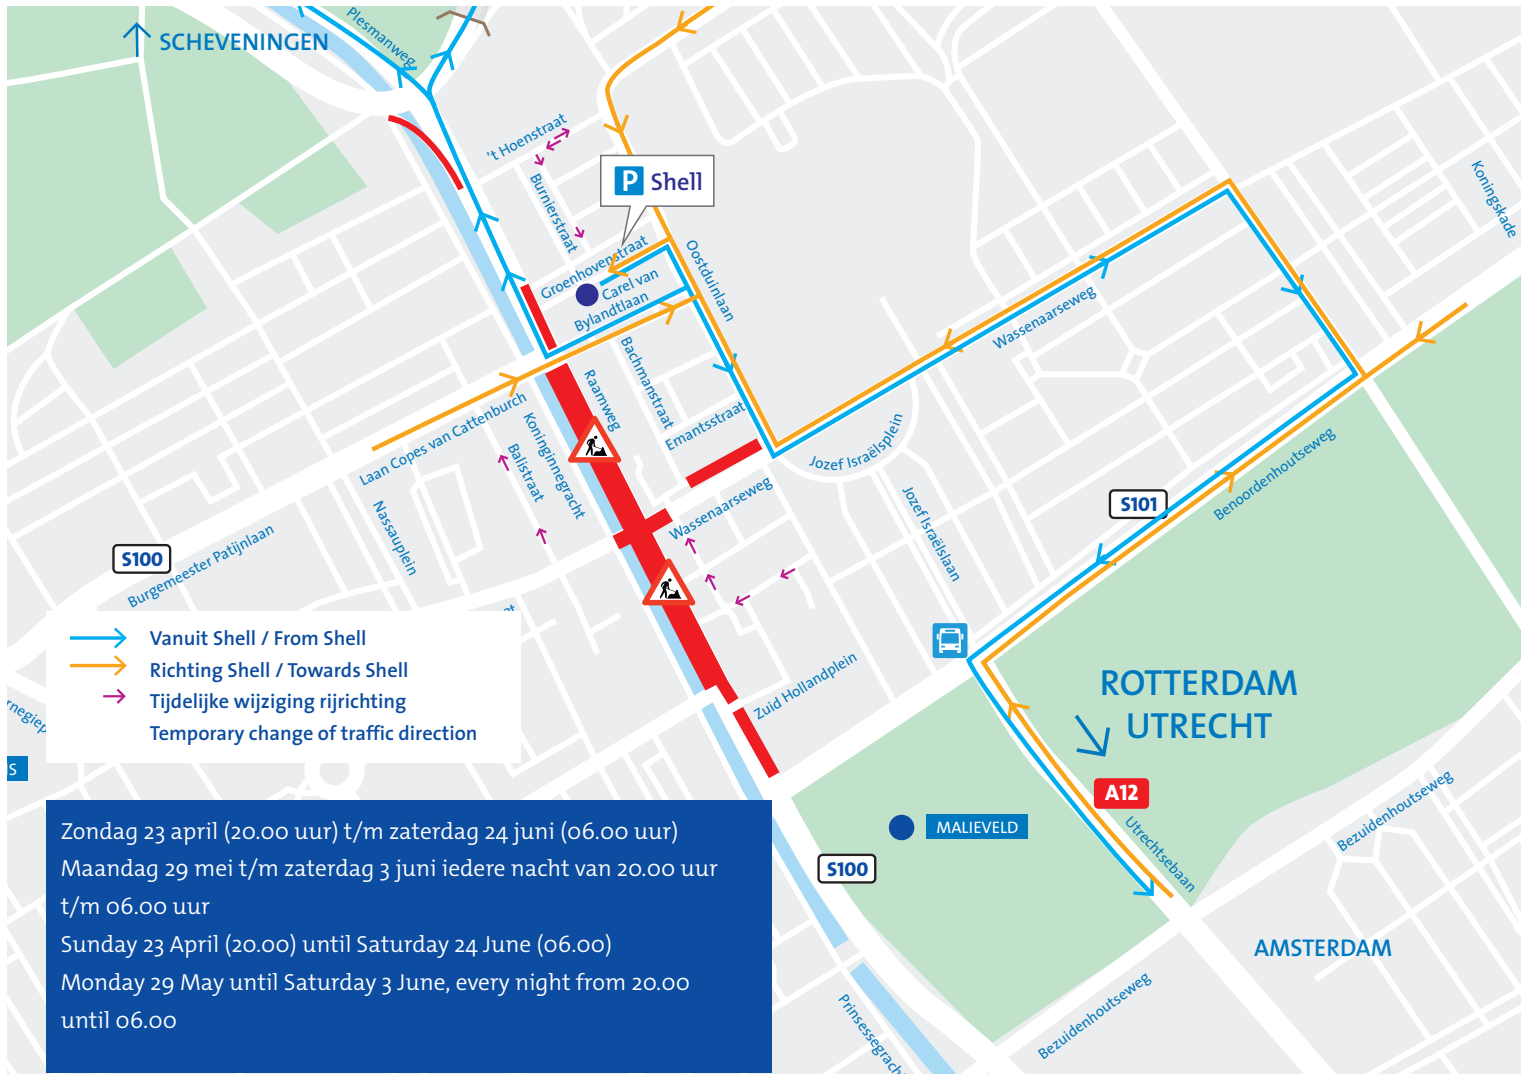 Plesmanweg
SCHEVENINGEN
't Hoenstraat
Burnierstraat
P Shell
Koningskade
Groenhovenstraat
Oostduinlaan
Carel van
Bylandtlaan
Wassenaarseweg
Bachmanstraat
Raamweg
Laan Copes van Cattenburch
Koninginnegracht
Balistraat
Emantsstraat
Jozef Israëlsplein
Benoordenhoutseweg
Wassenaarseweg
Jozef Israëlslaan
S101
Nassauplein
S100
Burgemeester Patijnlaan
at
Vanuit Shell / From Shell
Richting Shell / Towards Shell
Tijdelijke wijziging rijrichting
Temporary change of traffic direction
rnegiep
S
Zuid Hollandplein
ROTTERDAM
UTRECHT
A12
Utrechtsebaan
Bezuidenhoutseweg
MALIEVELD
S100
AMSTERDAM
Bezuidenhoutseweg
Prinsessegracht
Zondag 23 april (20.00 uur) t/m zaterdag 24 juni (06.00 uur)
Maandag 29 mei t/m zaterdag 3 juni iedere nacht van 20.00 uur
t/m 06.00 uur
Sunday 23 April (20.00) until Saturday 24 June (06.00)
Monday 29 May until Saturday 3 June, every night from 20.00
until 06.00